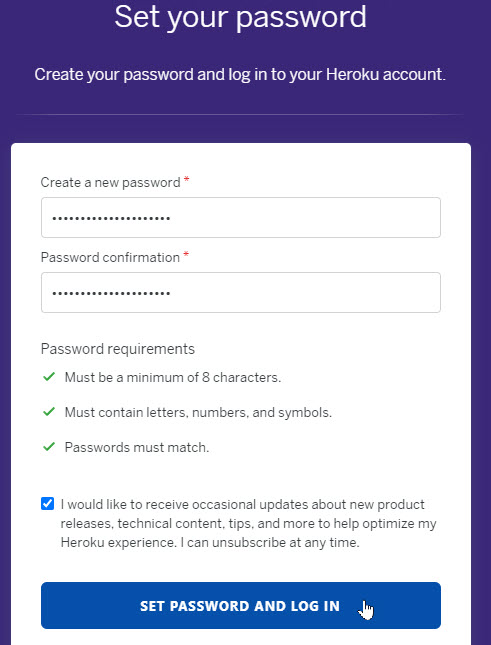 Set your password
Create your password and log in to your Heroku account.
Create a new password *
•••••••••••••••••••••
Password confirmation *
•••••••••••••••••••••
Password requirements
Must be a minimum of 8 characters.
Must contain letters, numbers, and symbols.
Passwords must match.
I would like to receive occasional updates about new product
releases, technical content, tips, and more to help optimize my
Heroku experience. I can unsubscribe at any time.
SET PASSWORD AND LOG IN